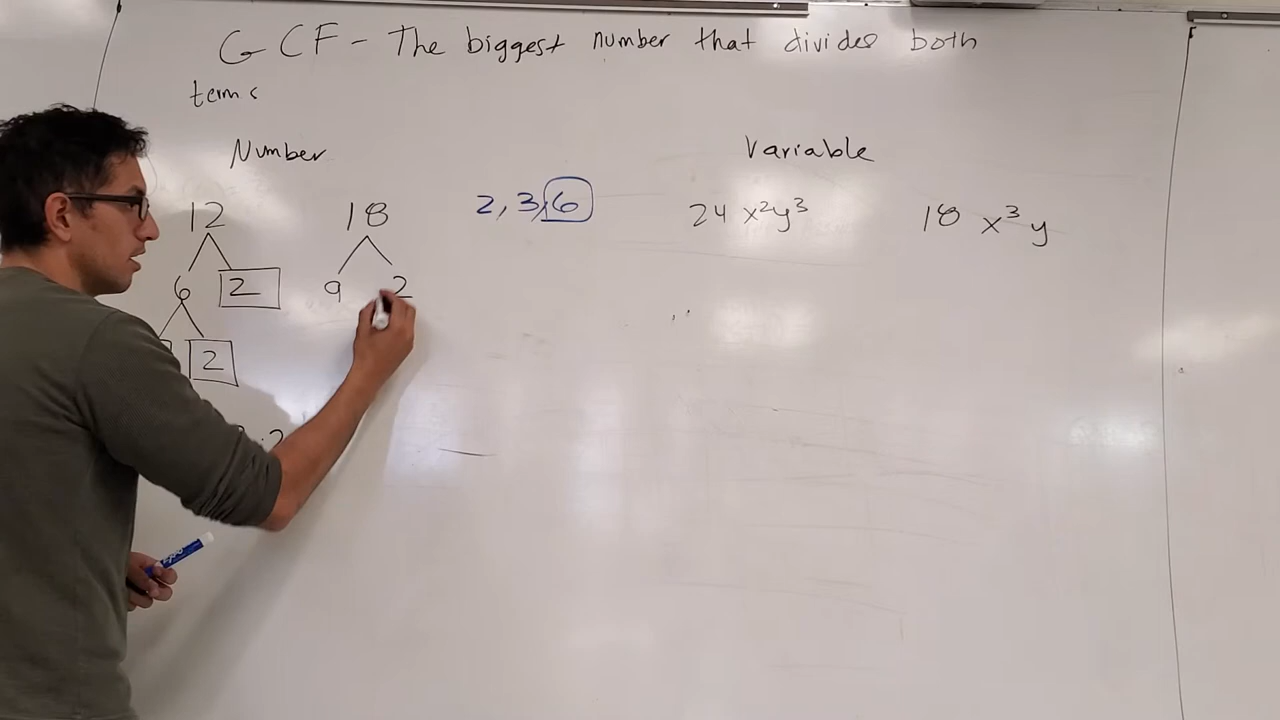 GCF - The biggest number that divides both
terms
Number
Variable
12
18
2, 3, 6
24 x²y³
18 x³ y
6
2
9
2
2